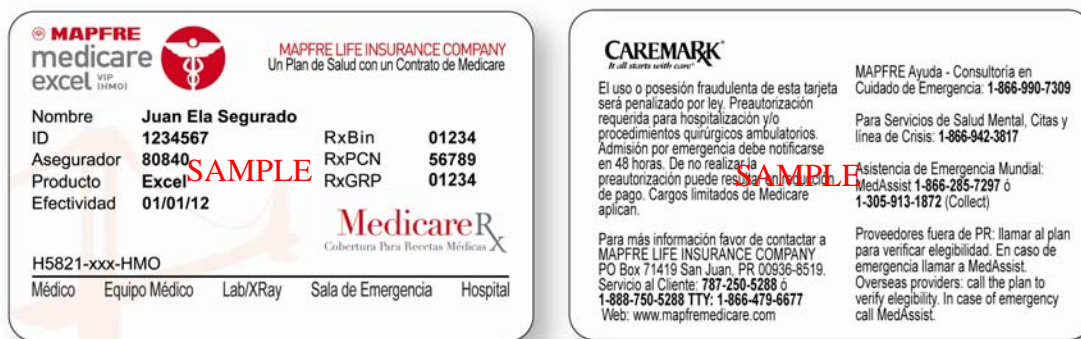 MAPFRE
medicare
excel VIP (HMO)
MAPFRE LIFE INSURANCE COMPANY
Un Plan de Salud con un Contrato de Medicare
Nombre Juan Ela Segurado
ID 1234567 RxBin 01234
Asegurador 80840 RxPCN 56789
Producto Excel RxGRP 01234
SAMPLE
Efectividad 01/01/12
MedicareRx
Cobertura Para Recetas Médicas
H5821-xxx-HMO
Médico Equipo Médico Lab/XRay Sala de Emergencia Hospital
CAREMARK
It all starts with care
El uso o posesión fraudulenta de esta tarjeta
será penalizado por ley. Preautorización
requerida para hospitalización y/o
procedimientos quirúrgicos ambulatorios.
Admisión por emergencia debe notificarse
en 48 horas. De no realizar la
preautorización puede resultar en reducción
de pago. Cargos limitados de Medicare
aplican.
SAMPLE
Para más información favor de contactar a
MAPFRE LIFE INSURANCE COMPANY
PO Box 71419 San Juan, PR 00936-8519.
Servicio al Cliente: 787-250-5288 ó
1-888-750-5288 TTY: 1-866-479-6677
Web: www.mapfremedicare.com
MAPFRE Ayuda - Consultoría en
Cuidado de Emergencia: 1-866-990-7309
Para Servicios de Salud Mental, Citas y
línea de Crisis: 1-866-942-3817
Asistencia de Emergencia Mundial:
MedAssist 1-866-285-7297 ó
1-305-913-1872 (Collect)
Proveedores fuera de PR: llamar al plan
para verificar elegibilidad. En caso de
emergencia llamar a MedAssist.
Overseas providers: call the plan to
verify elegibility. In case of emergency
call MedAssist.